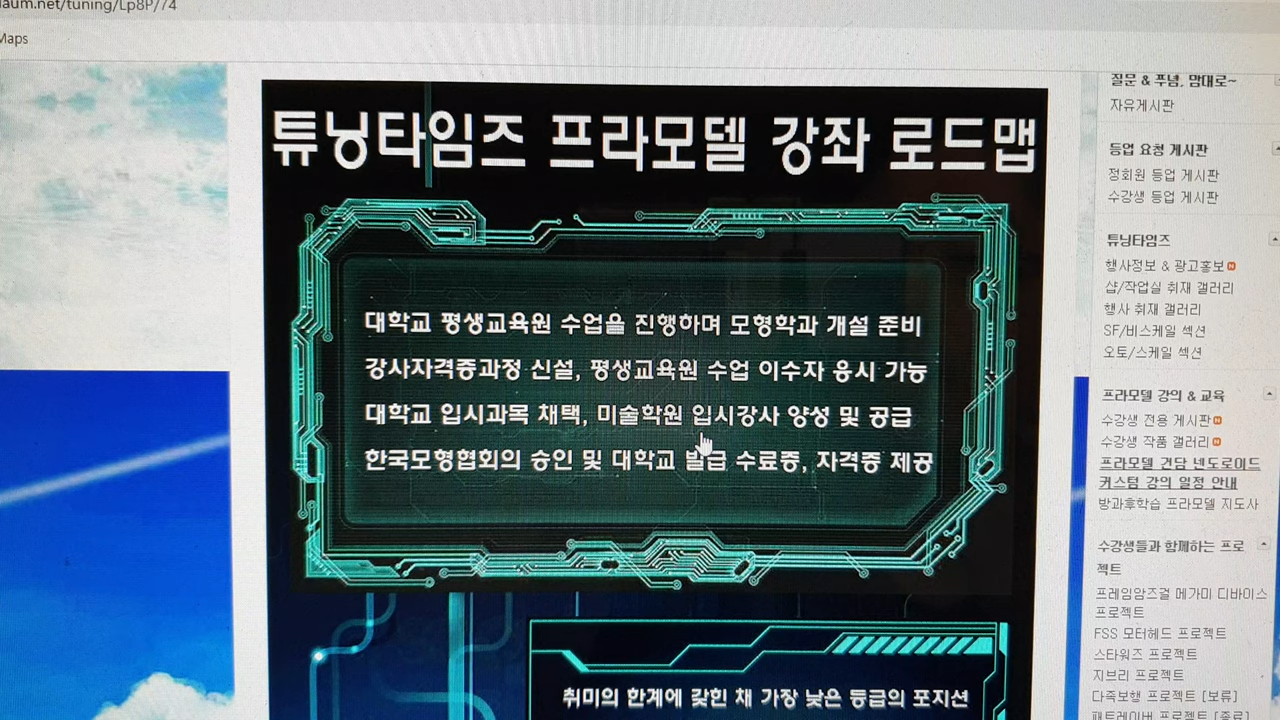 aum.net/tuning/Lp8P/74
Maps
튜닝타임즈 프라모델 강좌 로드맵
대학교 평생교육원 수업을 진행하며 모형학과 개설 준비
강사자격증과정 신설, 평생교육원 수업 이수자 응시 가능
대학교 입시과목 채택, 미술학원 입시강사 양성 및 공급
한국모형협회의 승인 및 대학교 발급 수료증, 자격증 제공
취미의 한계에 갖힌 채 가장 낮은 등급의 포지션
질문 & 푸념, 맘대로~
자유게시판
등업 요청 게시판
정회원 등업 게시판
수강생 등업 게시판
튜닝타임즈
행사정보 & 광고홍보
샵/작업실 취재 갤러리
행사 취재 갤러리
SF/비스케일 섹션
오토/스케일 섹션
프라모델 강의 & 교육
수강생 전용 게시판
수강생 작품 갤러리
프라모델 건담 넨도로이드
커스텀 강의 일정 안내
방과후학습 프라모델 지도사
수강생들과 함께하는 프로
젝트
프레임암즈걸 메가미 디바이스
프로젝트
FSS 모터헤드 프로젝트
스타워즈 프로젝트
지브리 프로젝트
다족보행 프로젝트 [보류]
패트레이버 프로젝트 [종료]